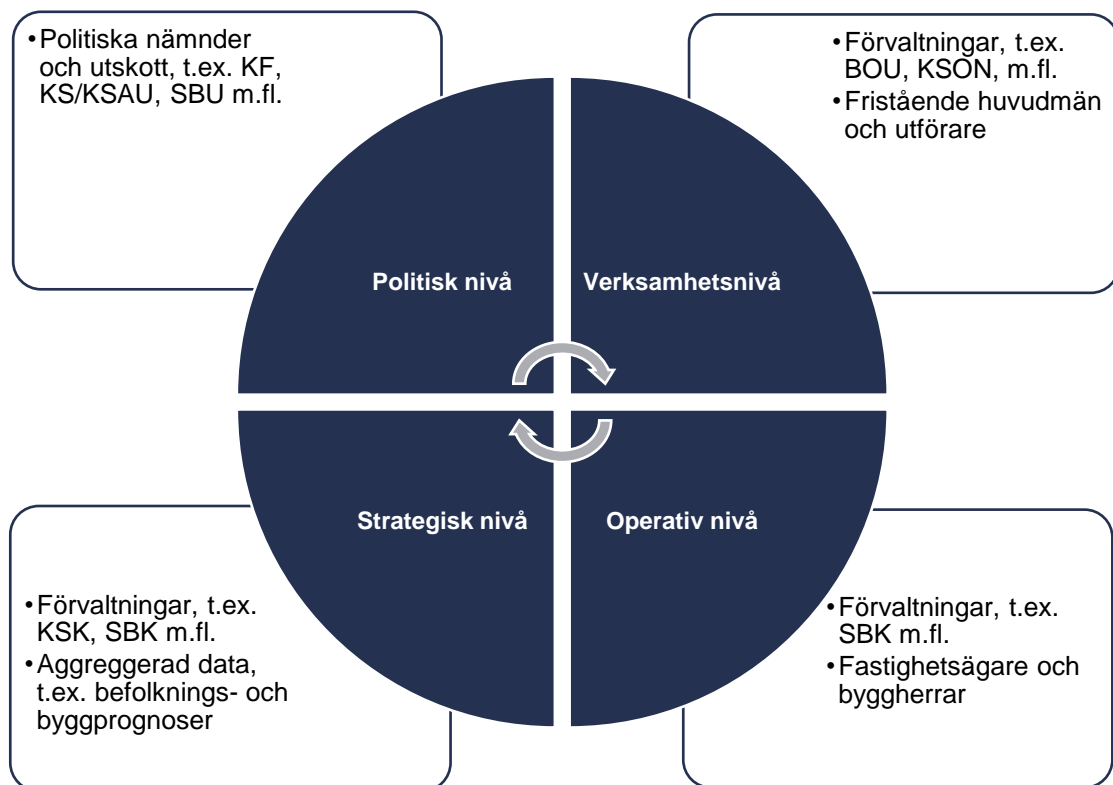 •Politiska nämnder
och utskott, t.ex. KF,
KS/KSAU, SBU m.fl.
•Förvaltningar, t.ex.
BOU, KSON, m.fl.
•Fristående huvudmän
och utförare
Politisk nivå
Verksamhetsnivå
Strategisk nivå
Operativ nivå
•Förvaltningar, t.ex.
KSK, SBK m.fl.
•Aggreggerad data,
t.ex. befolknings- och
byggprognoser
•Förvaltningar, t.ex.
SBK m.fl.
•Fastighetsägare och
byggherrar